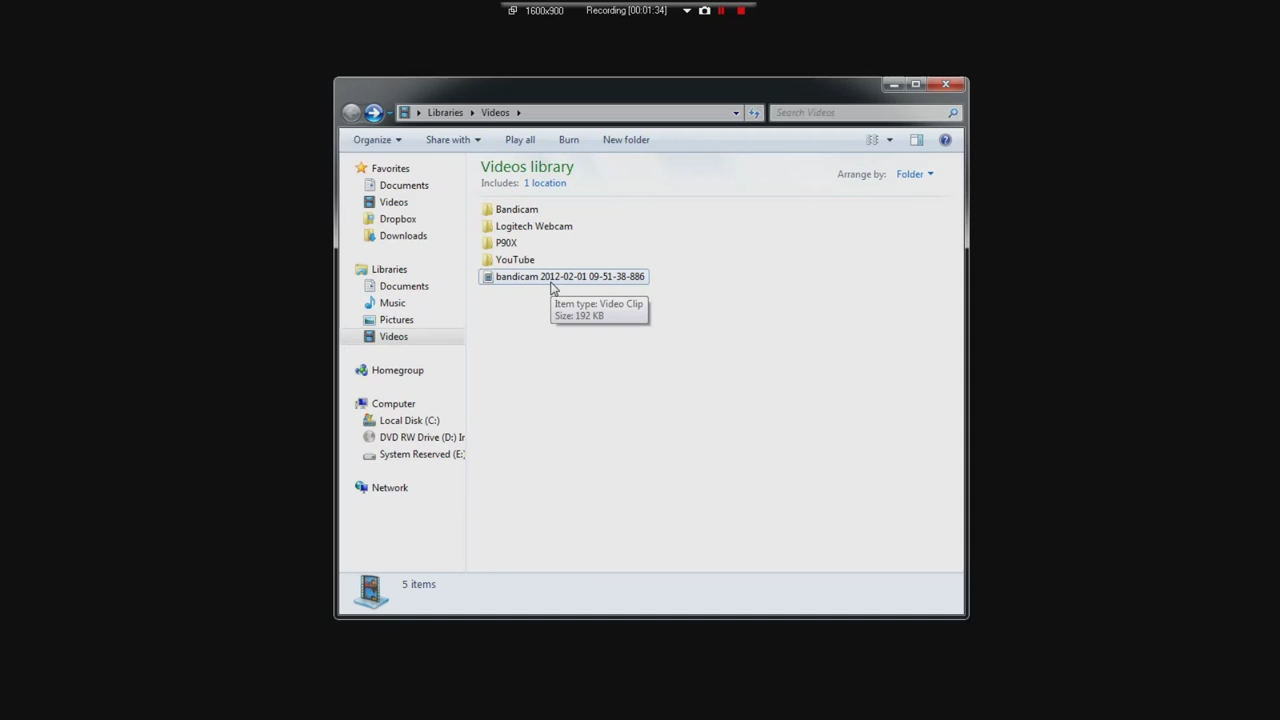 1600x900 Recording [00:01:34]
Libraries Videos
Search Videos
Organize Share with Play all Burn New folder
Favorites
Documents
Videos
Dropbox
Downloads
Libraries
Documents
Music
Pictures
Videos
Homegroup
Computer
Local Disk (C:)
DVD RW Drive (D:) Ir
System Reserved (E:
Network
Videos library
Includes: 1 location
Arrange by: Folder
Bandicam
Logitech Webcam
P90X
YouTube
bandicam 2012-02-01 09-51-38-886
Item type: Video Clip
Size: 192 KB
5 items